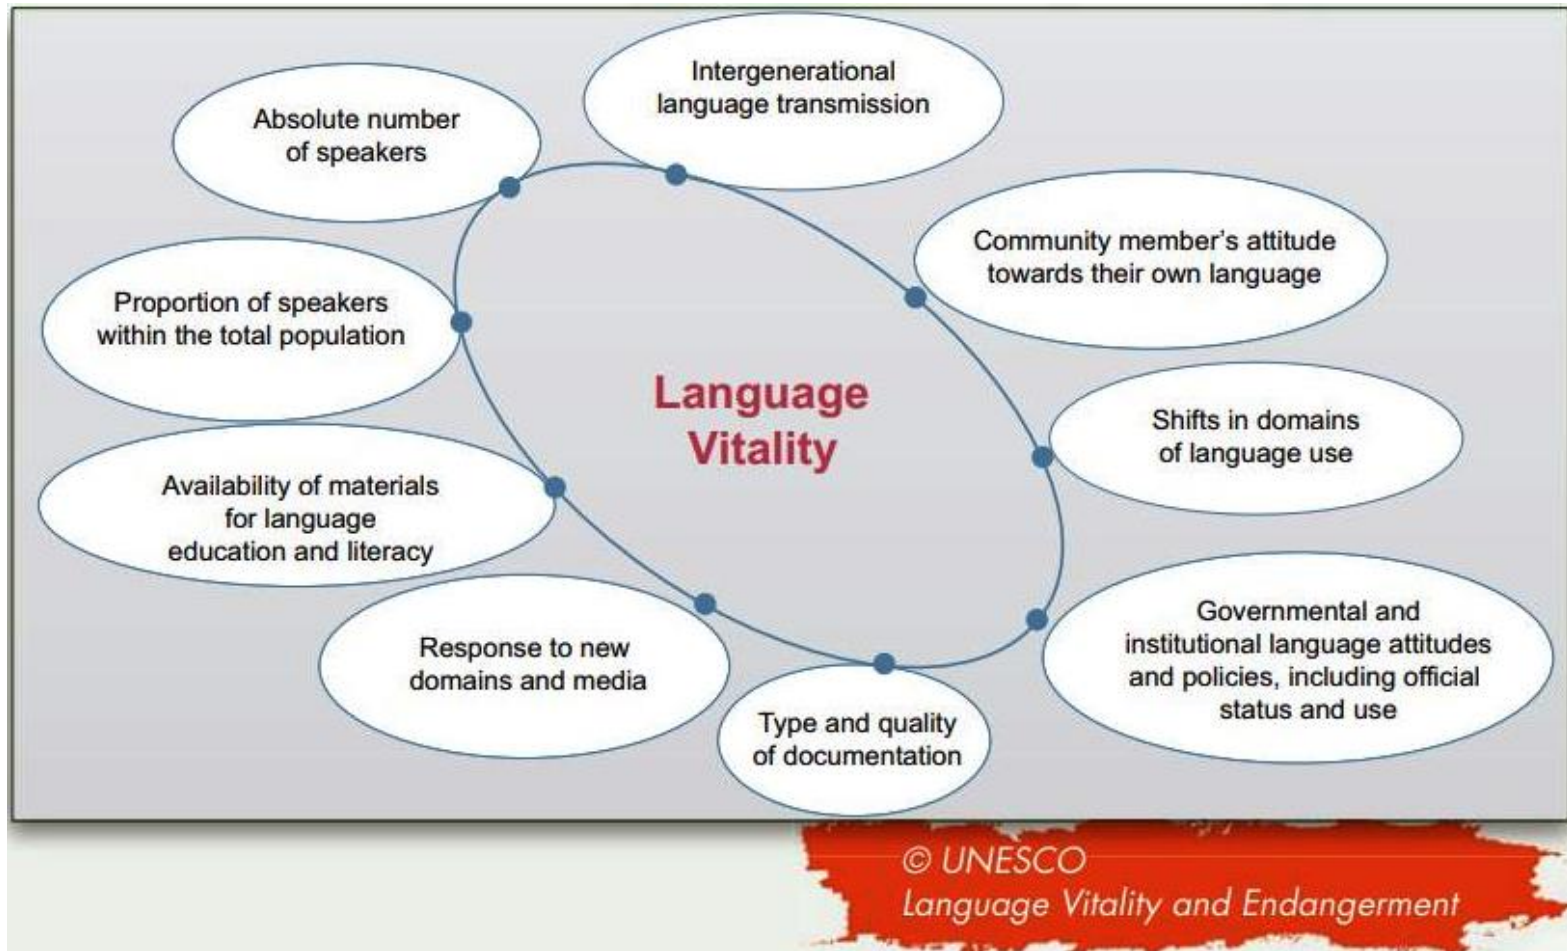 Intergenerational
language transmission
Absolute number
of speakers
Community member's attitude
towards their own language
Proportion of speakers
within the total population
Language
Vitality
Shifts in domains
of language use
Availability of materials
for language
education and literacy
Governmental and
institutional language attitudes
and policies, including official
status and use
Response to new
domains and media
Type and quality
of documentation
© UNESCO
Language Vitality and Endangerment